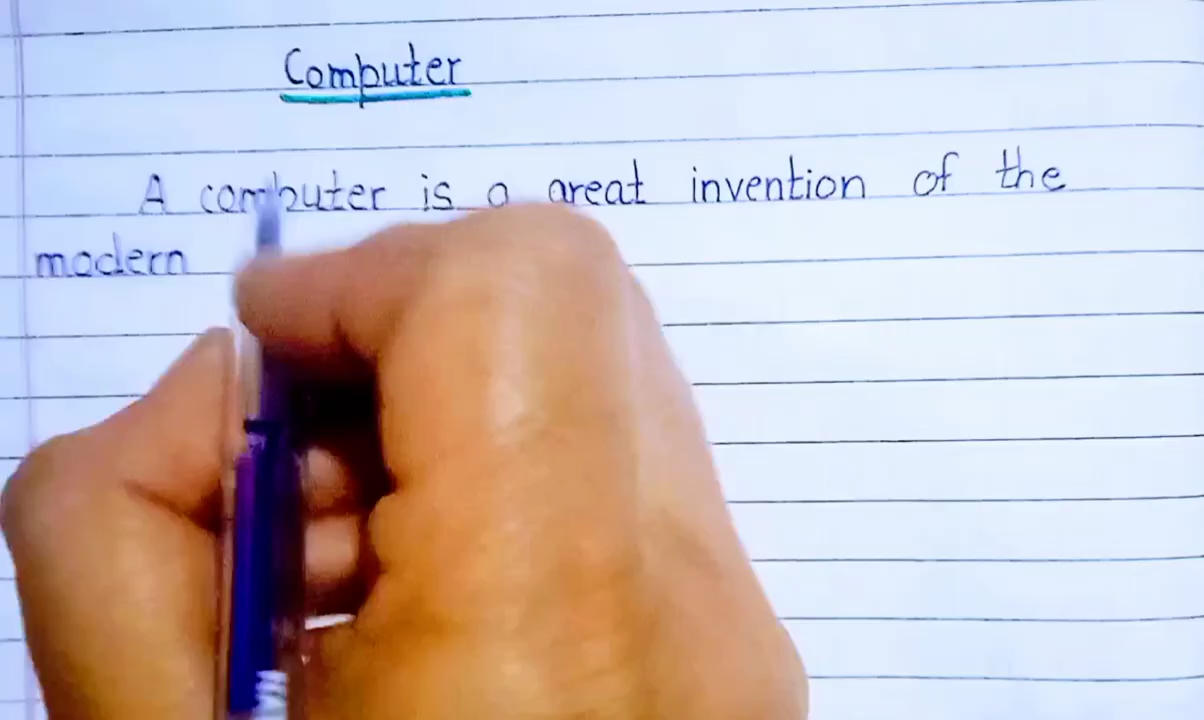 Computer
A computer is a great invention of the
modern